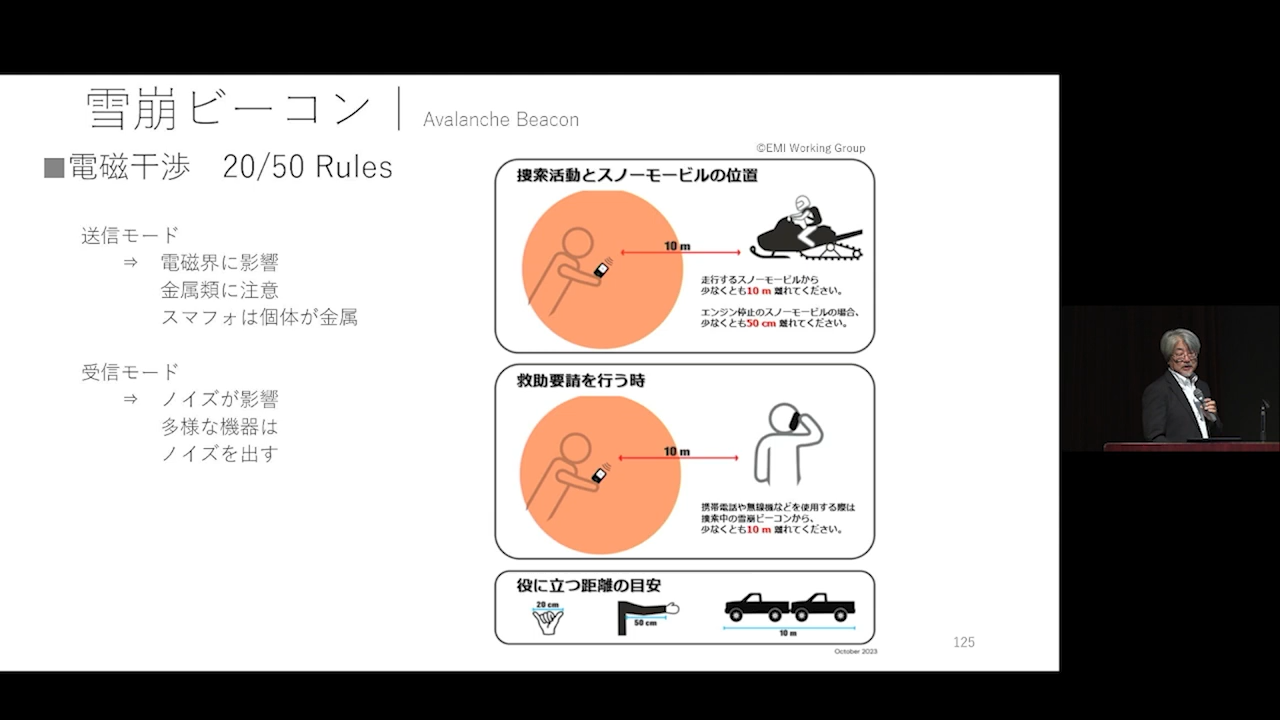 雪崩ビーコン | Avalanche Beacon
■電磁干渉　20/50 Rules
送信モード
⇒　電磁界に影響
金属類に注意
スマフォは個体が金属
受信モード
⇒　ノイズが影響
多様な機器は
ノイズを出す
©EMI Working Group
捜索活動とスノーモービルの位置
10 m
走行するスノーモービルから
少なくとも10 m 離れてください。
エンジン停止のスノーモービルの場合、
少なくとも50 cm 離れてください。
救助要請を行う時
10 m
携帯電話や無線機などを使用する際は
捜索中の雪崩ビーコンから、
少なくとも10 m 離れてください。
役に立つ距離の目安
20 cm
50 cm
10 m
October 2023
125